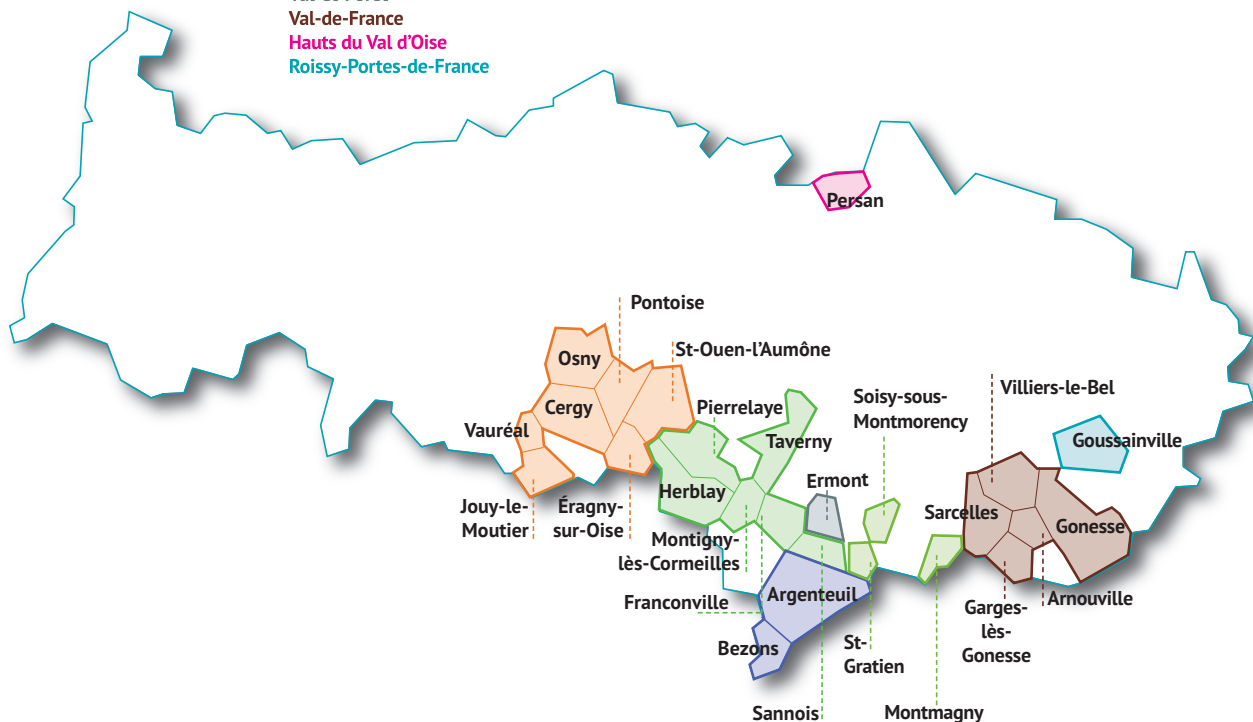 Val-de-France
Hauts du Val d'Oise
Roissy-Portes-de-France
Persan
Pontoise
Osny
St-Ouen-l'Aumône
Villiers-le-Bel
Cergy
Pierrelaye
Soisy-sous-
Montmorency
Vauréal
Taverny
Goussainville
Ermont
Herblay
Jouy-le-
Moutier
Éragny-
sur-Oise
Sarcelles
Gonesse
Montigny-
lès-Cormeilles
Franconville
Argenteuil
Garges-
lès-
Gonesse
Arnouville
Bezons
St-
Gratien
Sannois
Montmagny